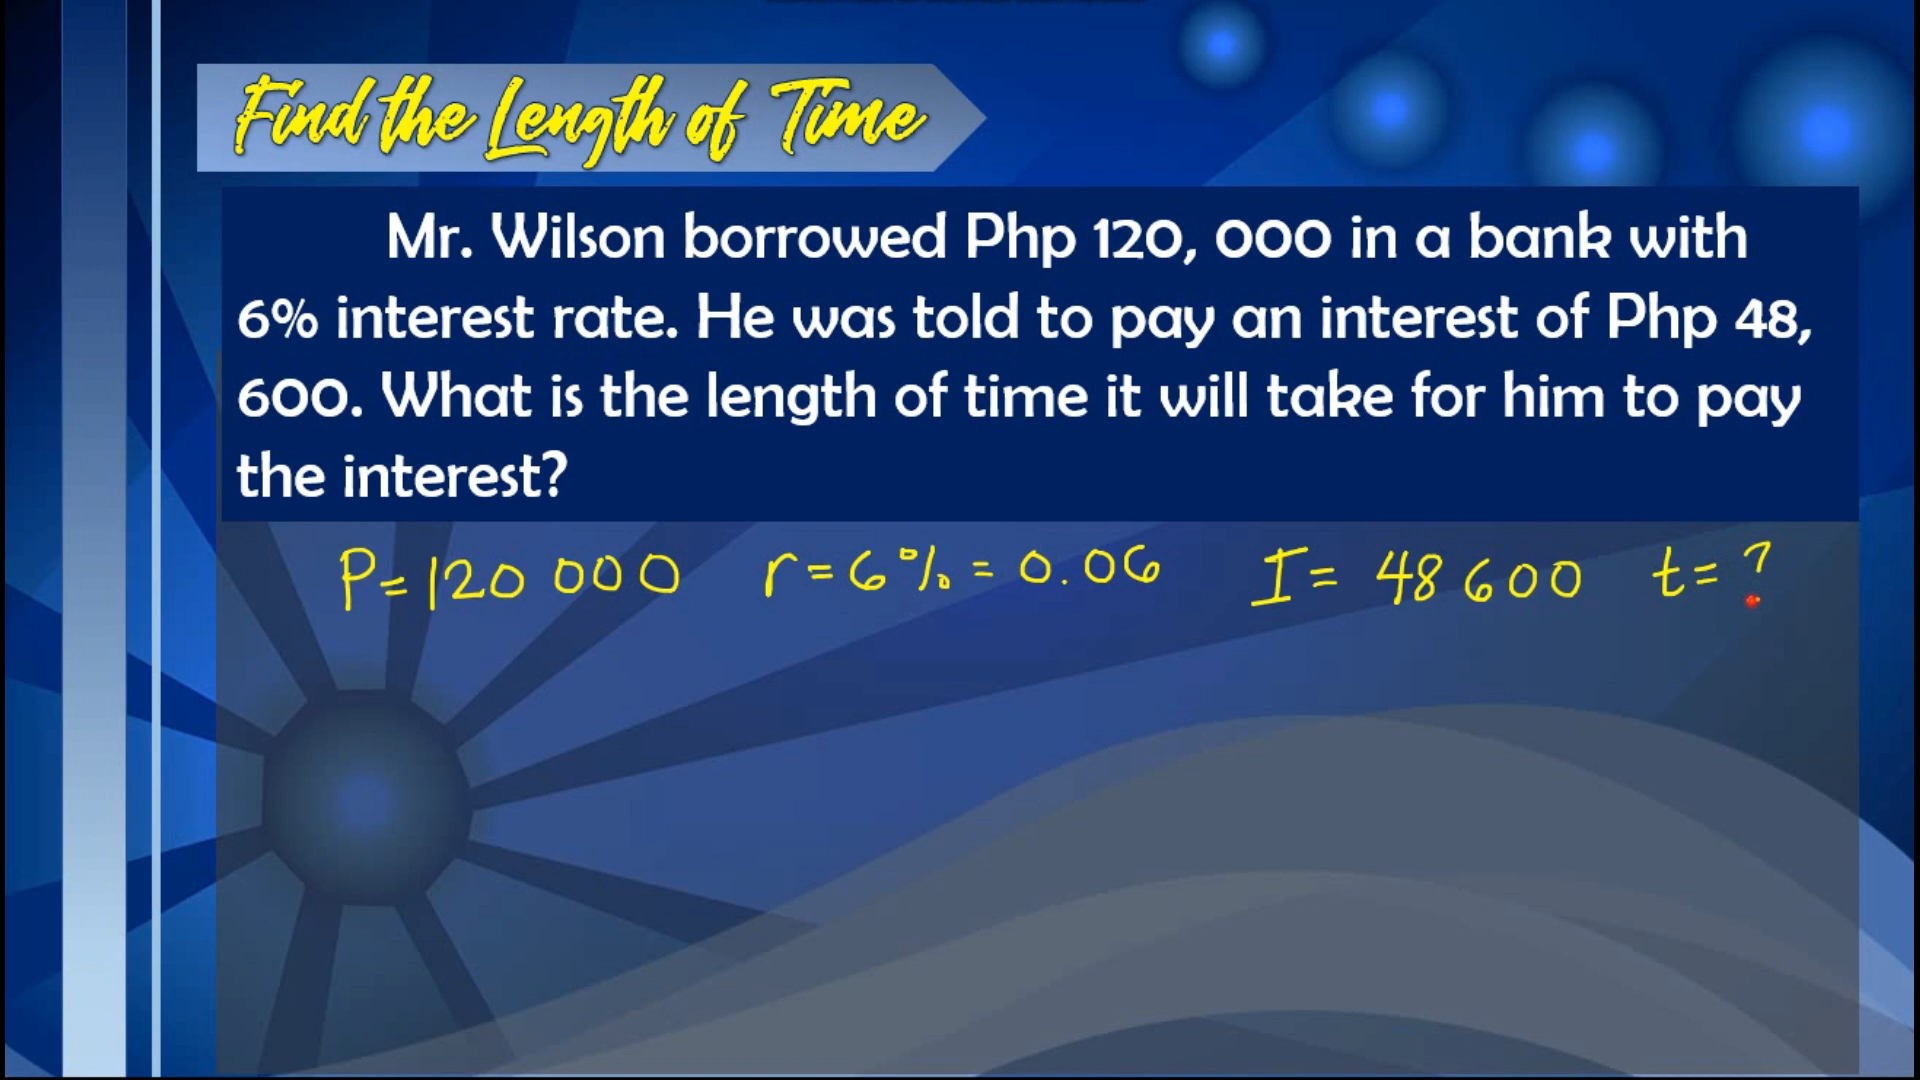 Find the Length of Time
Mr. Wilson borrowed Php 120, 000 in a bank with
6% interest rate. He was told to pay an interest of Php 48,
600. What is the length of time it will take for him to pay
the interest?
P = 120 000 r = 6% = 0.06 I = 48 600 t = ?